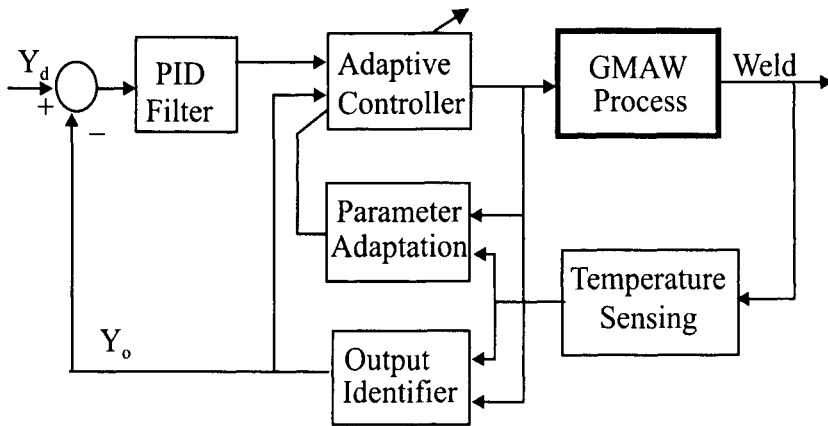 Y_d
+
−
PID
Filter
Adaptive
Controller
GMAW
Process
Weld
Parameter
Adaptation
Temperature
Sensing
Y_o
Output
Identifier